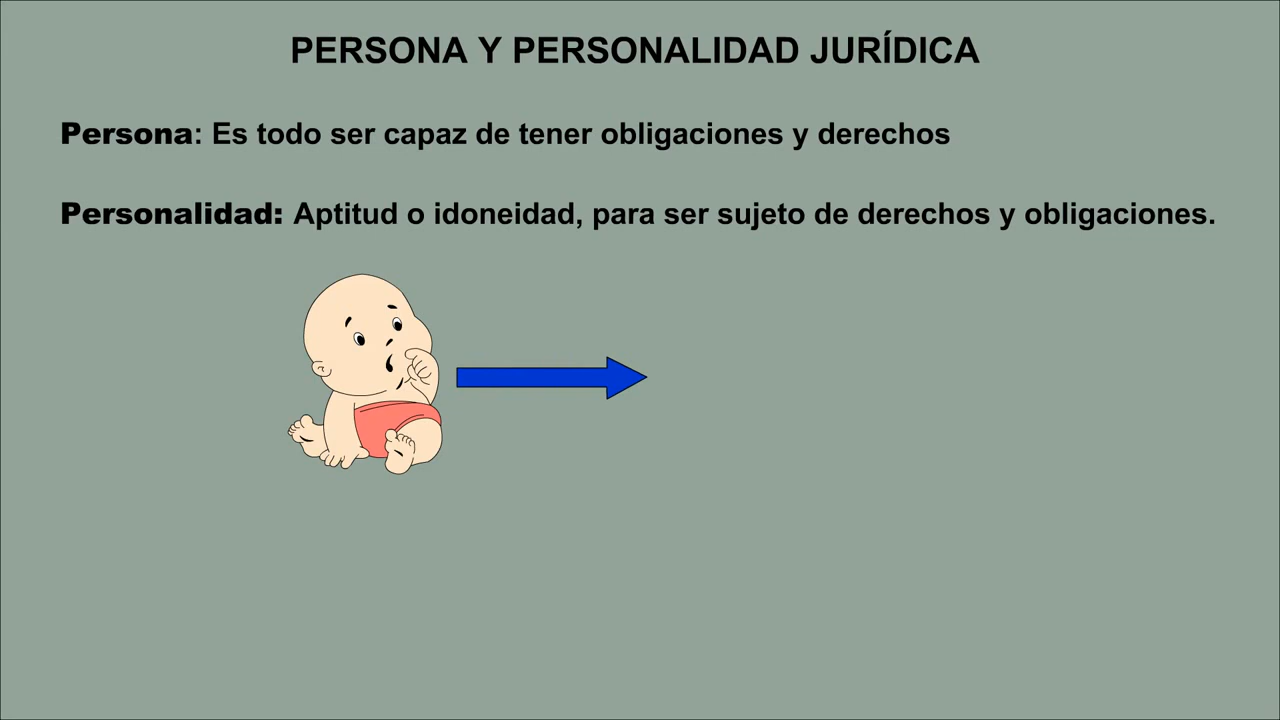 PERSONA Y PERSONALIDAD JURÍDICA
Persona: Es todo ser capaz de tener obligaciones y derechos
Personalidad: Aptitud o idoneidad, para ser sujeto de derechos y obligaciones.